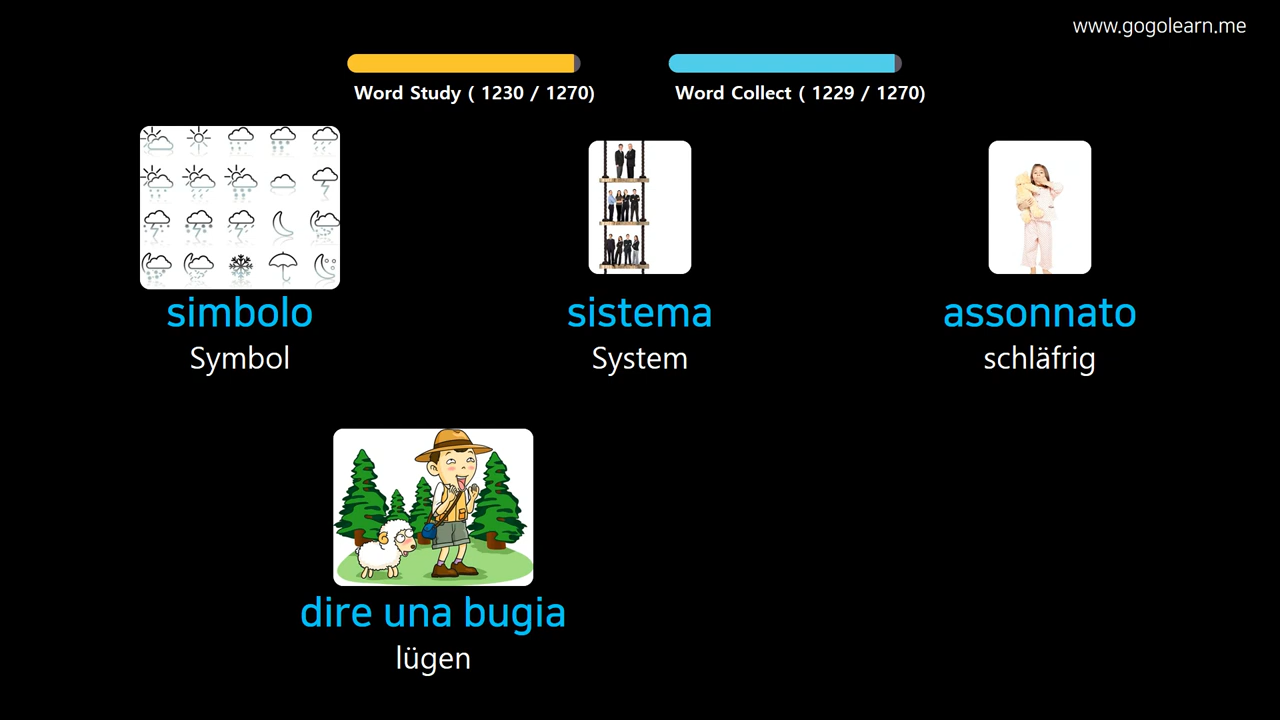 www.gogolearn.me
Word Study ( 1230 / 1270)
Word Collect ( 1229 / 1270)
simbolo
Symbol
sistema
System
assonnato
schläfrig
dire una bugia
lügen